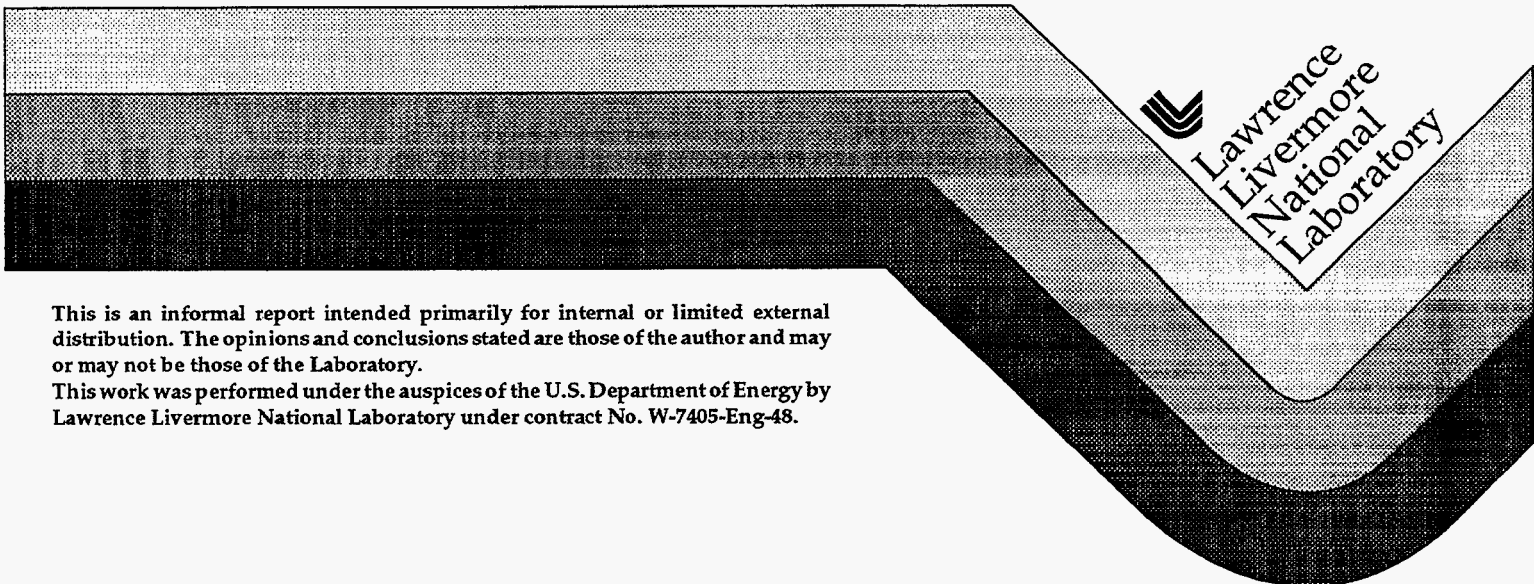 Lawrence
Livermore
National
Laboratory
This is an informal report intended primarily for internal or limited external
distribution. The opinions and conclusions stated are those of the author and may
or may not be those of the Laboratory.
This work was performed under the auspices of the U.S. Department of Energy by
Lawrence Livermore National Laboratory under contract No. W-7405-Eng-48.